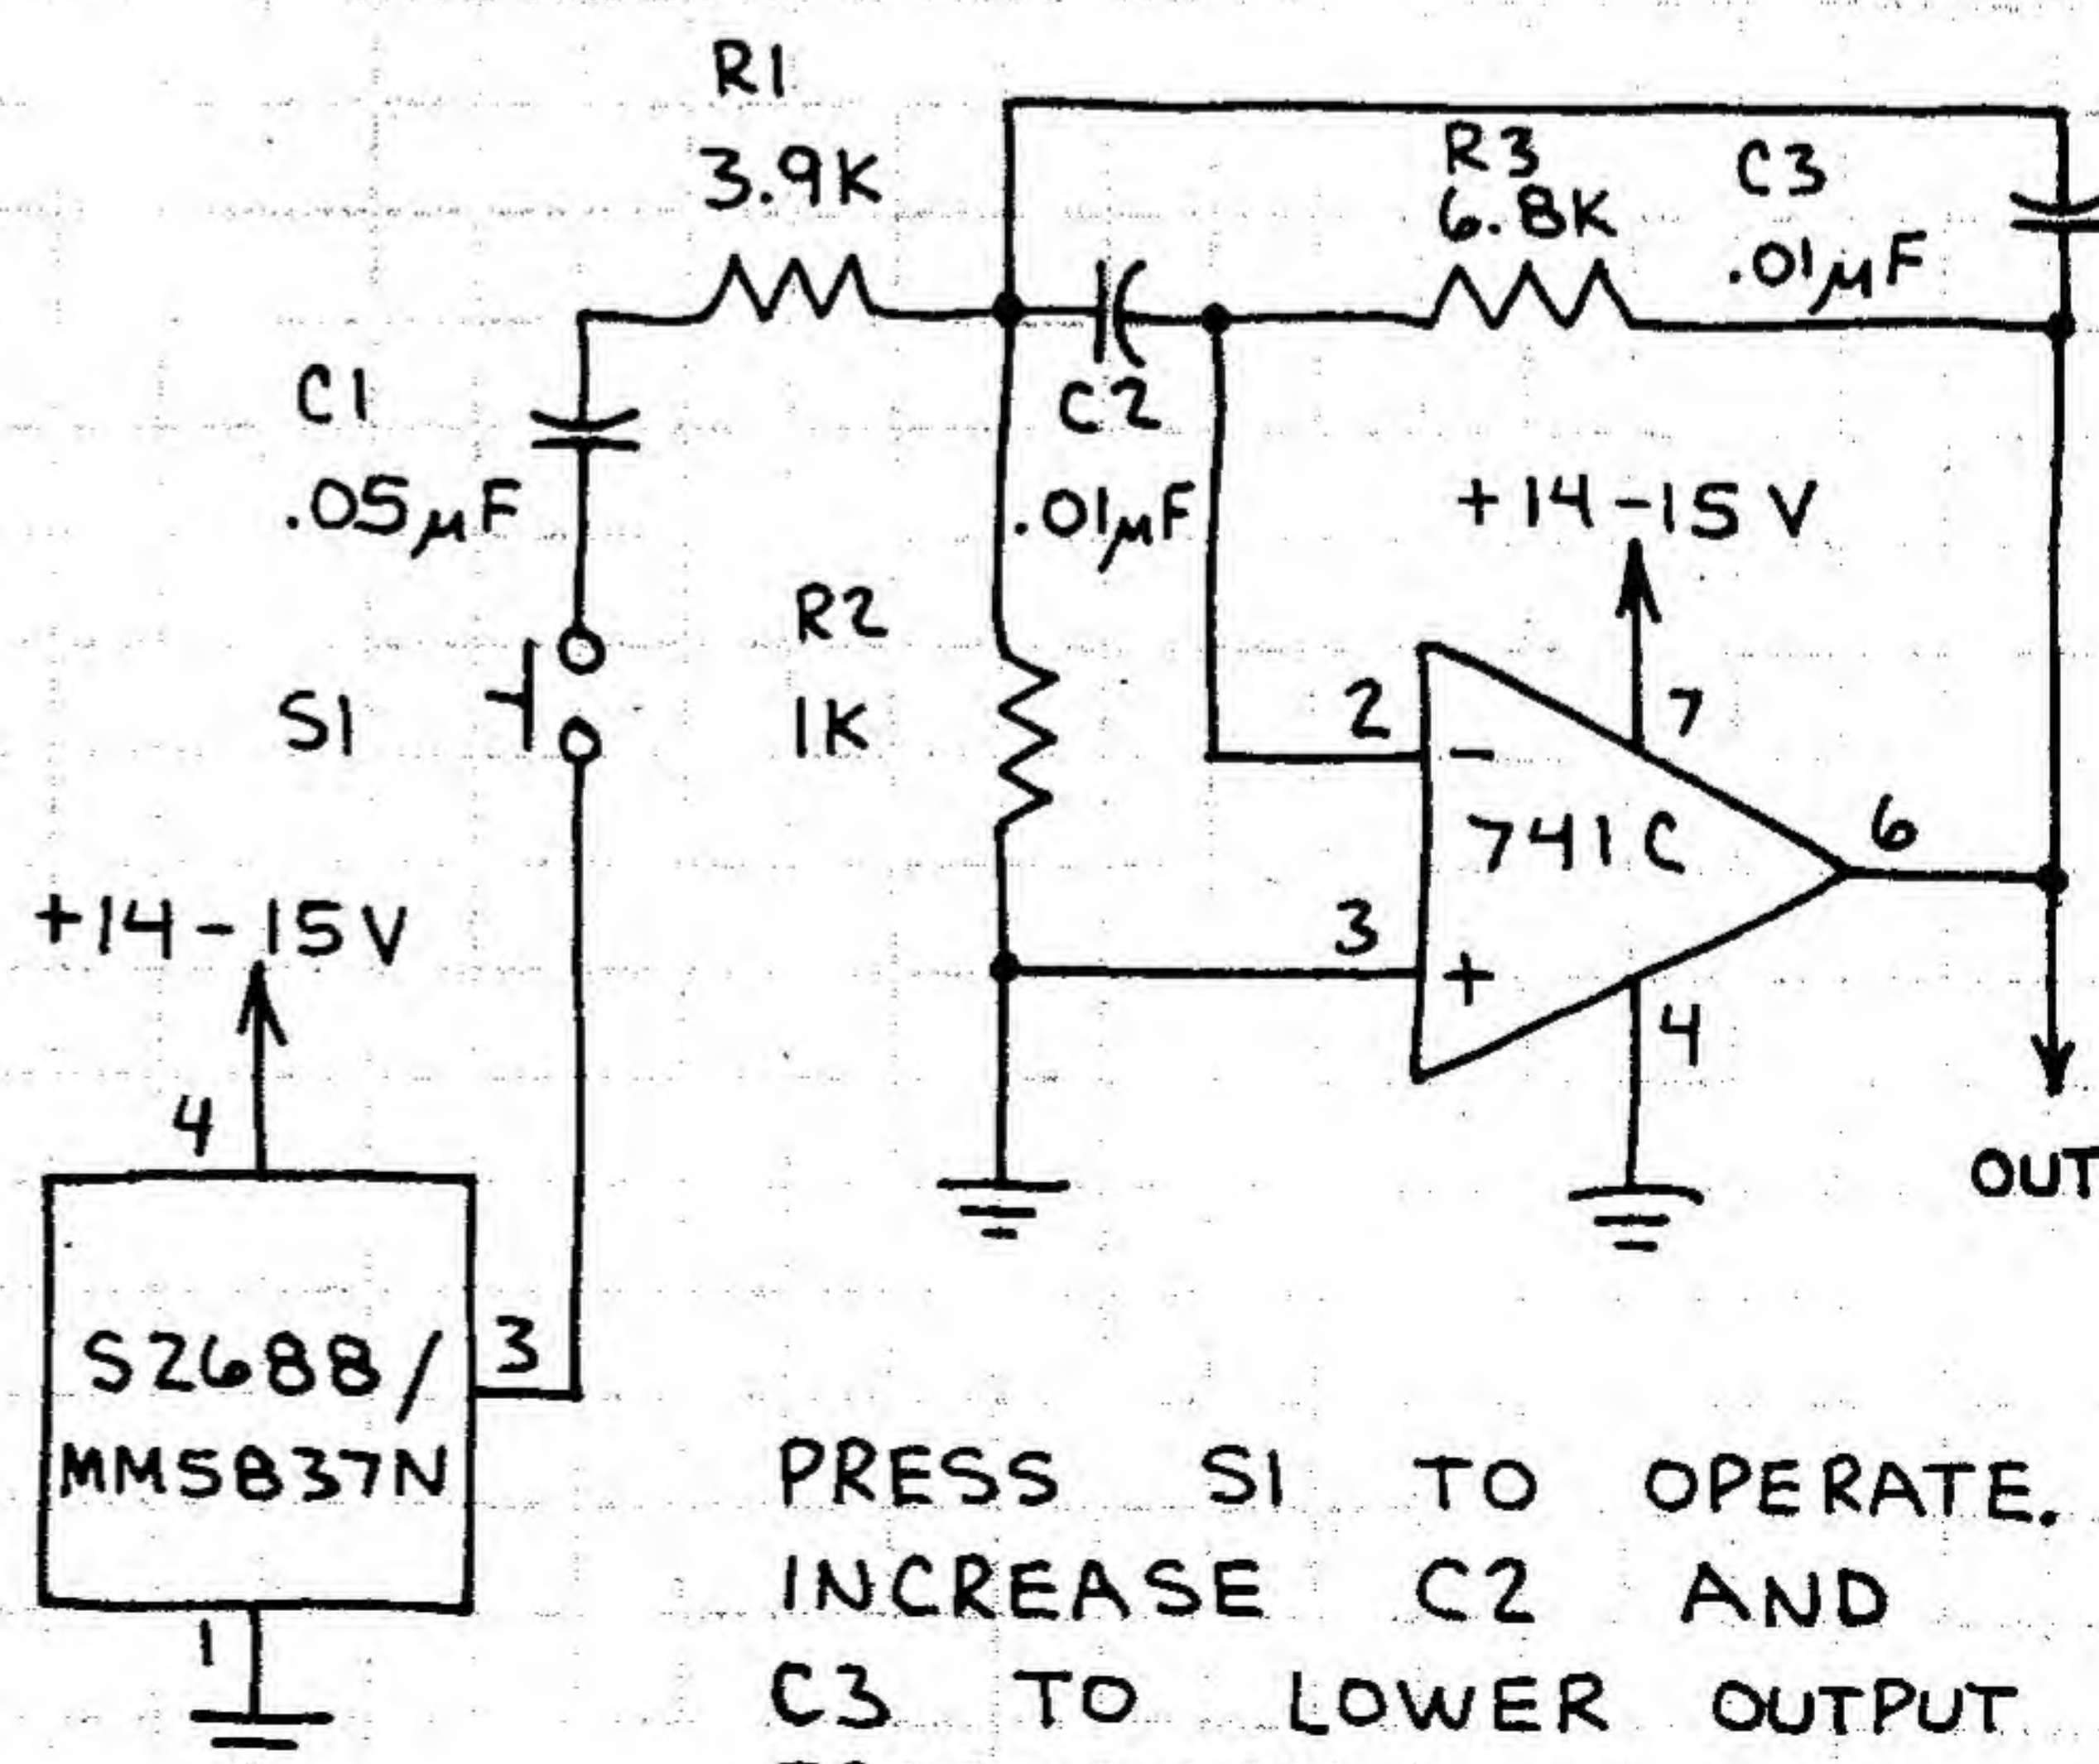 R1
3.9K
R3
6.8K
C3
.01μF
C1
.05μF
C2
.01μF
+14-15V
R2
1K
S1
2
-
7
741C
6
3
+
4
OUT
+14-15V
4
S2688/
MM5837N
3
1
PRESS S1 TO OPERATE.
INCREASE C2 AND
C3 TO LOWER OUTPUT